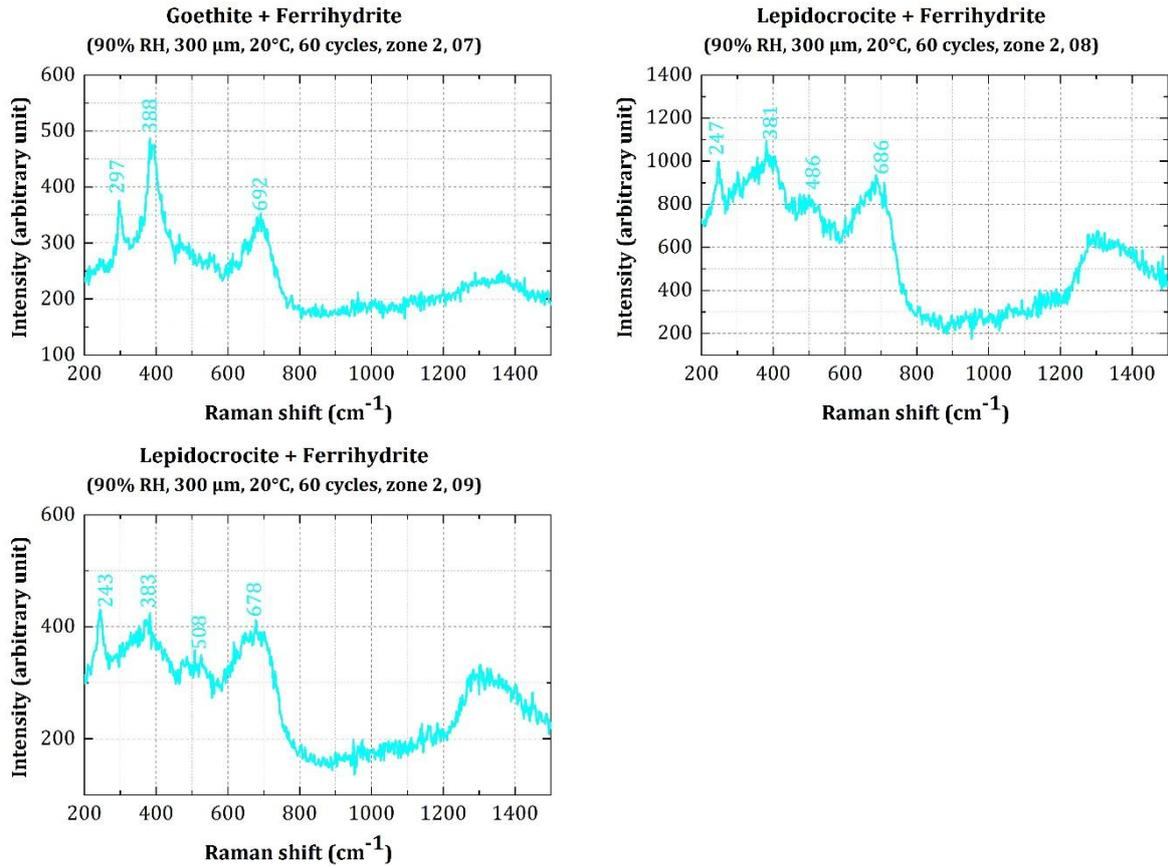 Goethite + Ferrihydrite
(90% RH, 300 μm, 20°C, 60 cycles, zone 2, 07)
Intensity (arbitrary unit)
600
500
400
300
200
100
297
388
692
200 400 600 800 1000 1200 1400
Raman shift (cm⁻¹)
Lepidocrocite + Ferrihydrite
(90% RH, 300 μm, 20°C, 60 cycles, zone 2, 08)
Intensity (arbitrary unit)
1400
1200
1000
800
600
400
200
247
381
486
686
200 400 600 800 1000 1200 1400
Raman shift (cm⁻¹)
Lepidocrocite + Ferrihydrite
(90% RH, 300 μm, 20°C, 60 cycles, zone 2, 09)
Intensity (arbitrary unit)
600
400
200
243
383
508
678
200 400 600 800 1000 1200 1400
Raman shift (cm⁻¹)